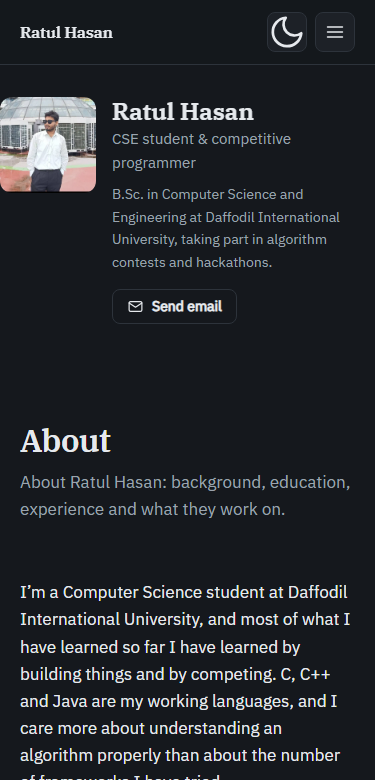 Ratul Hasan
Ratul Hasan
CSE student & competitive
programmer
B.Sc. in Computer Science and
Engineering at Daffodil International
University, taking part in algorithm
contests and hackathons.
Send email
About
About Ratul Hasan: background, education,
experience and what they work on.
I’m a Computer Science student at Daffodil
International University, and most of what I
have learned so far I have learned by
building things and by competing. C, C++
and Java are my working languages, and I
care more about understanding an
algorithm properly than about the number
of frameworks I have tried.